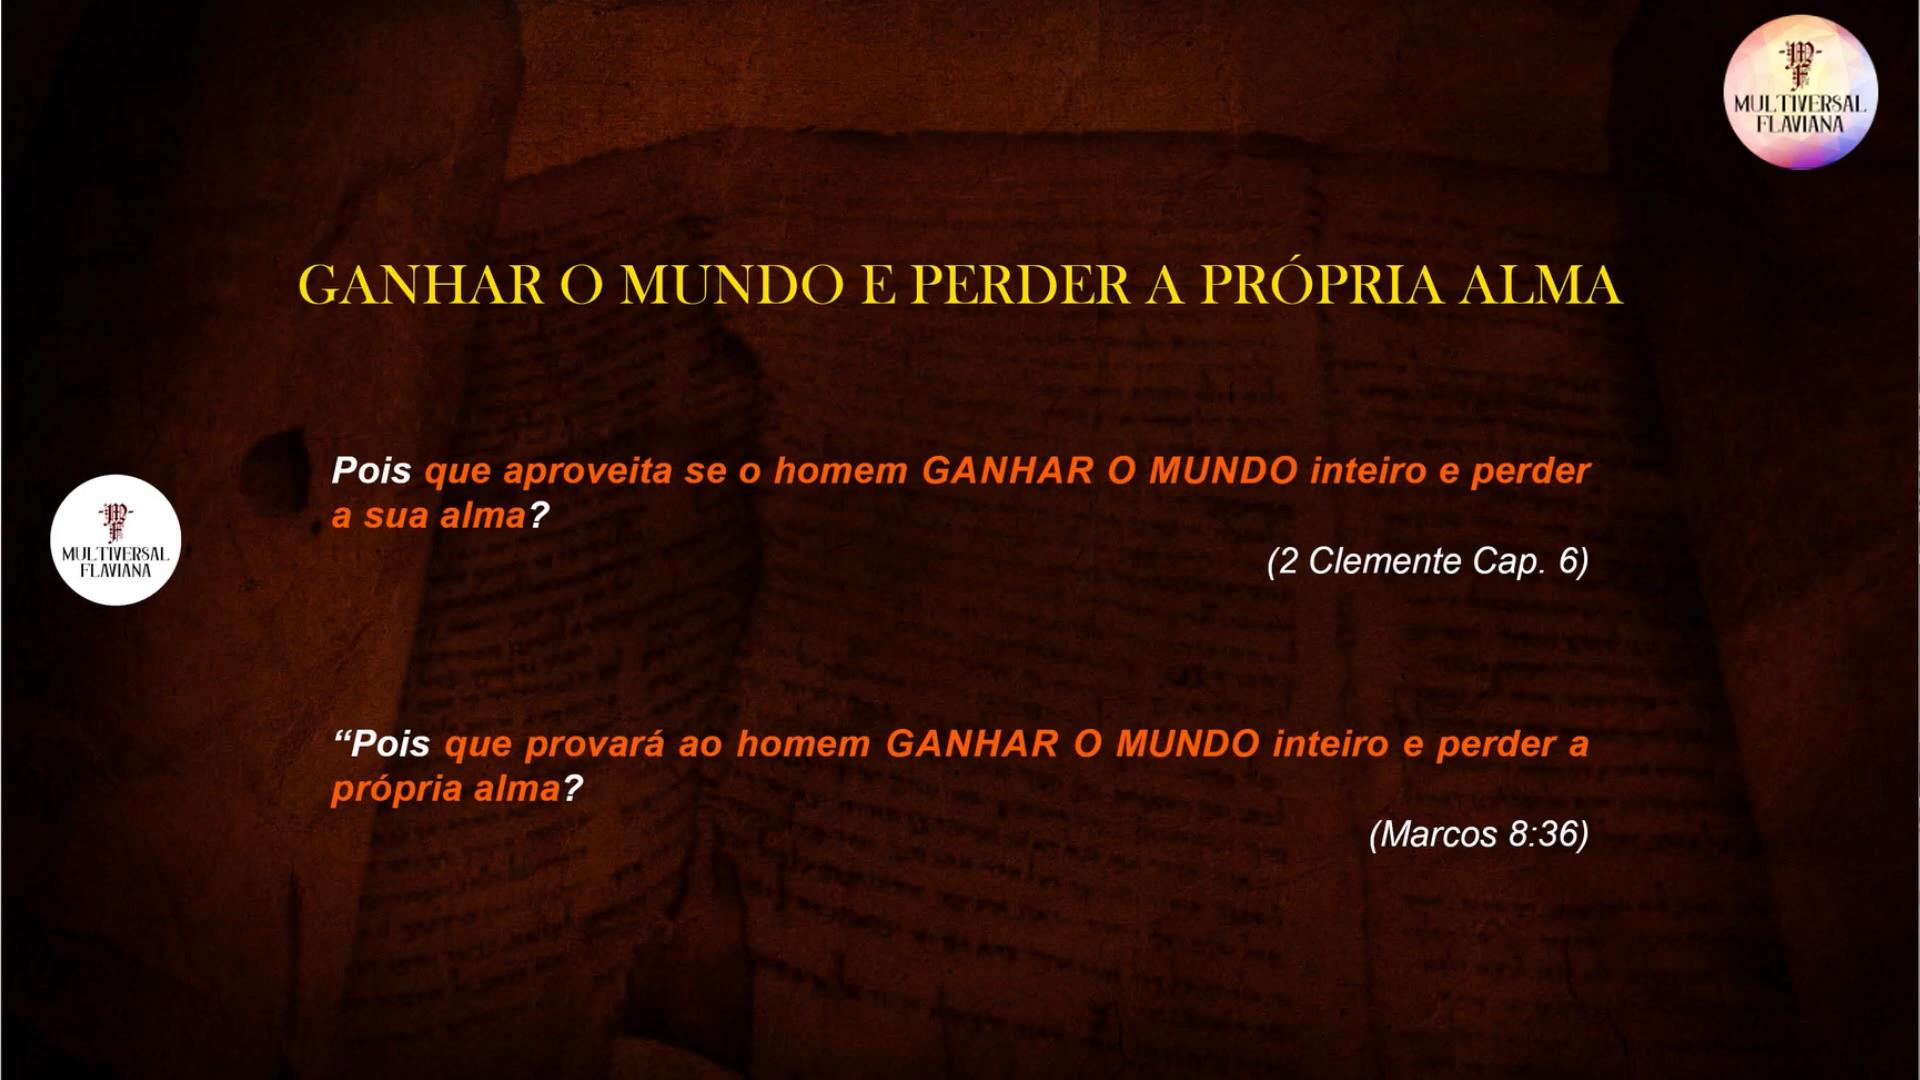 -M-
F
MULTIVERSAL
FLAVIANA
GANHAR O MUNDO E PERDER A PRÓPRIA ALMA
Pois que aproveita se o homem GANHAR O MUNDO inteiro e perder
a sua alma?
(2 Clemente Cap. 6)
-M-
F
MULTIVERSAL
FLAVIANA
“Pois que provará ao homem GANHAR O MUNDO inteiro e perder a
própria alma?
(Marcos 8:36)